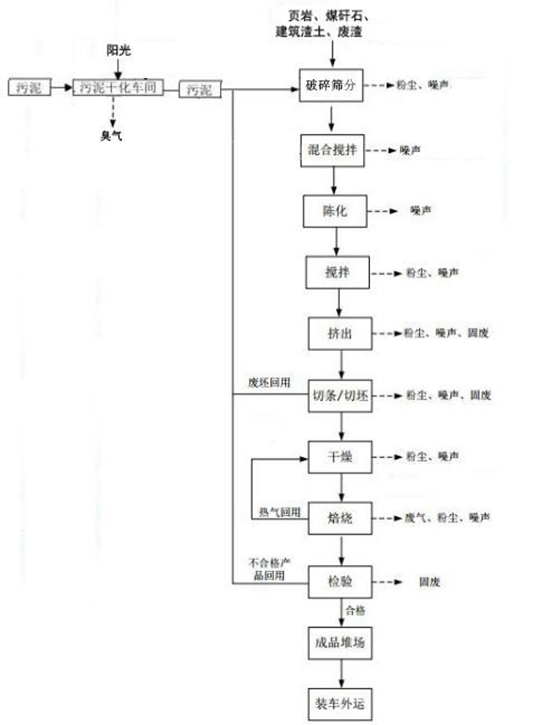 页岩、煤矸石、
建筑渣土、废渣
阳光
污泥
污泥干化车间
污泥
破碎筛分
粉尘、噪声
臭气
混合搅拌
噪声
陈化
噪声
搅拌
粉尘、噪声
挤出
粉尘、噪声、固废
废坯回用
切条/切坯
粉尘、噪声、固废
干燥
粉尘、噪声
热气回用
焙烧
废气、粉尘、噪声
不合格产
品回用
检验
固废
合格
成品堆场
装车外运